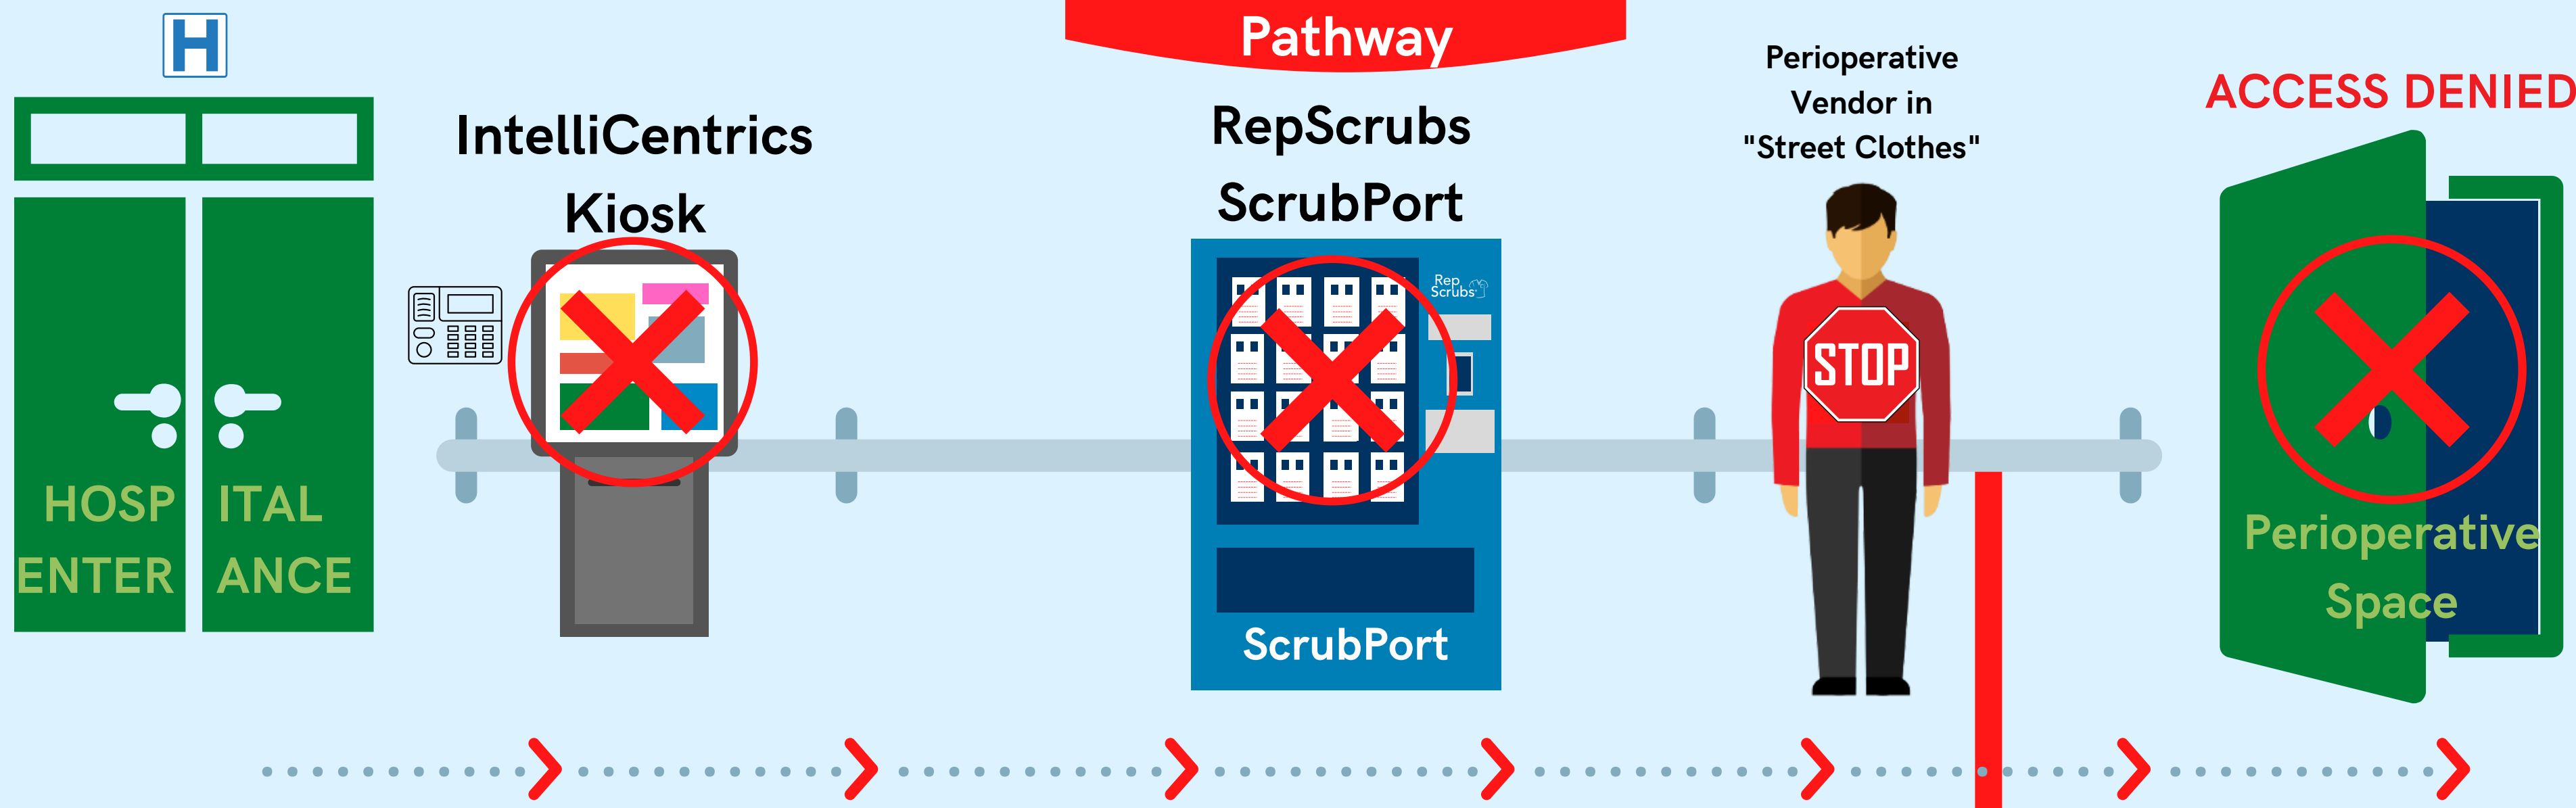 H
Pathway
HOSP ITAL
ENTER ANCE
IntelliCentrics
Kiosk
RepScrubs
ScrubPort
Rep
Scrubs
ScrubPort
Perioperative
Vendor in
"Street Clothes"
STOP
ACCESS DENIED
Perioperative
Space